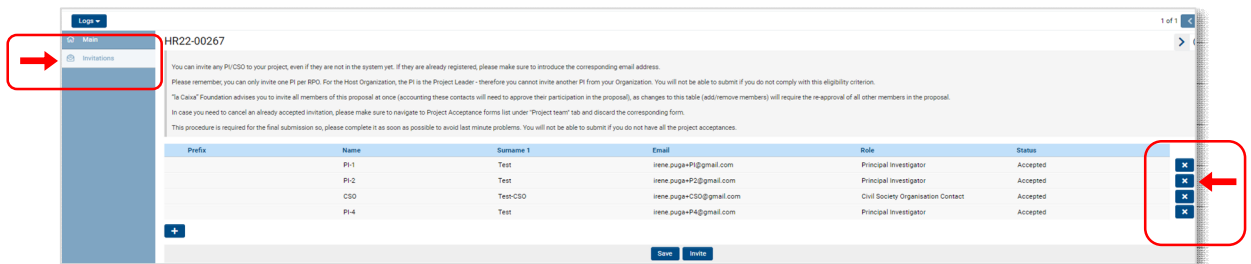 Logs
1 of 1
Main
HR22-00267
Invitations
You can invite any PI/CSO to your project, even if they are not in the system yet. If they are already registered, please make sure to introduce the corresponding email address.
Please remember, you can only invite one PI per RPO. For the Host Organization, the PI is the Project Leader - therefore you cannot invite another PI from your Organization. You will not be able to submit if you do not comply with this eligibility criterion.
"la Caixa" Foundation advises you to invite all members of this proposal at once (accounting these contacts will need to approve their participation in the proposal), as changes to this table (add/remove members) will require the re-approval of all other members in the proposal.
In case you need to cancel an already accepted invitation, please make sure to navigate to Project Acceptance forms list under "Project team" tab and discard the corresponding form.
This procedure is required for the final submission so, please complete it as soon as possible to avoid last minute problems. You will not be able to submit if you do not have all the project acceptances.
Prefix Name Surname 1 Email Role Status
PI-1 Test irene.puga+PI@gmail.com Principal Investigator Accepted
PI-2 Test irene.puga+P2@gmail.com Principal Investigator Accepted
CSO Test-CSO irene.puga+CSO@gmail.com Civil Society Organisation Contact Accepted
PI-4 Test irene.puga+P4@gmail.com Principal Investigator Accepted
Save Invite